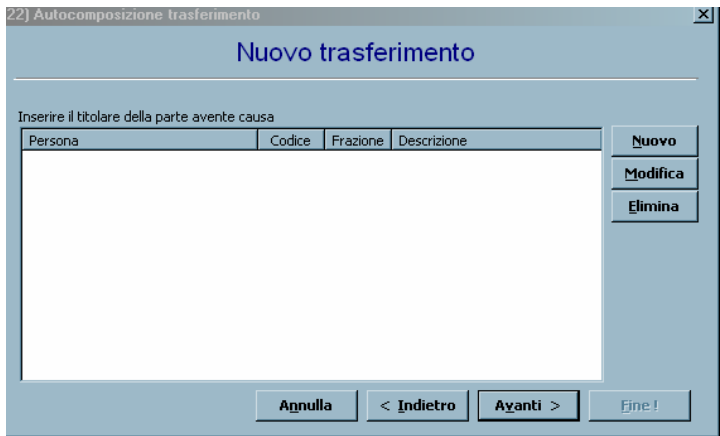 22] Autocomposizione trasferimento
Nuovo trasferimento
Inserire il titolare della parte avente causa
Persona Codice Frazione Descrizione
Nuovo
Modifica
Elimina
Annulla < Indietro Avanti > Fine !